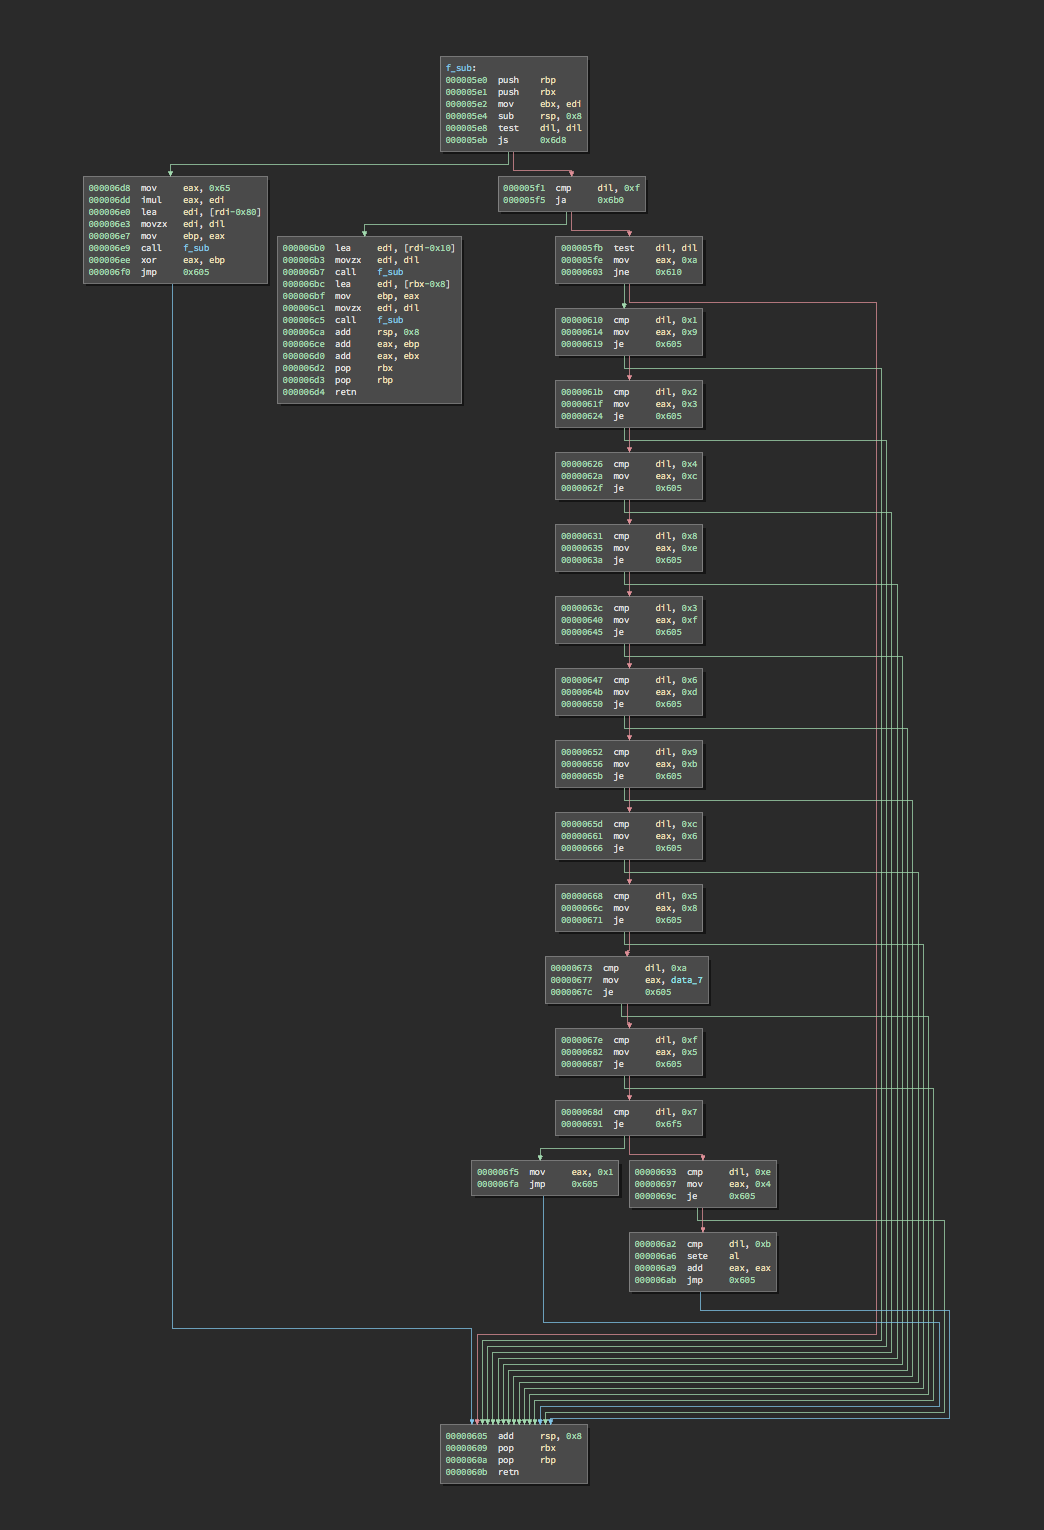 f_sub:
000005e0  push    rbp
000005e1  push    rbx
000005e2  mov     ebx, edi
000005e4  sub     rsp, 0x8
000005e8  test    dil, dil
000005eb  js      0x6d8
000006d8  mov     eax, 0x65
000006dd  imul    eax, edi
000006e0  lea     edi, [rdi-0x80]
000006e3  movzx   edi, dil
000006e7  mov     ebp, eax
000006e9  call    f_sub
000006ee  xor     eax, ebp
000006f0  jmp     0x605
000005f1  cmp     dil, 0xf
000005f5  ja      0x6b0
000006b0  lea     edi, [rdi-0x10]
000006b3  movzx   edi, dil
000006b7  call    f_sub
000006bc  lea     edi, [rbx-0x8]
000006bf  mov     ebp, eax
000006c1  movzx   edi, dil
000006c5  call    f_sub
000006ca  add     rsp, 0x8
000006ce  add     eax, ebp
000006d0  add     eax, ebx
000006d2  pop     rbx
000006d3  pop     rbp
000006d4  retn
000005fb  test    dil, dil
000005fe  mov     eax, 0xa
00000603  jne     0x610
00000610  cmp     dil, 0x1
00000614  mov     eax, 0x9
00000619  je      0x605
0000061b  cmp     dil, 0x2
0000061f  mov     eax, 0x3
00000624  je      0x605
00000626  cmp     dil, 0x4
0000062a  mov     eax, 0xc
0000062f  je      0x605
00000631  cmp     dil, 0x8
00000635  mov     eax, 0xe
0000063a  je      0x605
0000063c  cmp     dil, 0x3
00000640  mov     eax, 0xf
00000645  je      0x605
00000647  cmp     dil, 0x6
0000064b  mov     eax, 0xd
00000650  je      0x605
00000652  cmp     dil, 0x9
00000656  mov     eax, 0xb
0000065b  je      0x605
0000065d  cmp     dil, 0xc
00000661  mov     eax, 0x6
00000666  je      0x605
00000668  cmp     dil, 0x5
0000066c  mov     eax, 0x8
00000671  je      0x605
00000673  cmp     dil, 0xa
00000677  mov     eax, data_7
0000067c  je      0x605
0000067e  cmp     dil, 0xf
00000682  mov     eax, 0x5
00000687  je      0x605
0000068d  cmp     dil, 0x7
00000691  je      0x6f5
000006f5  mov     eax, 0x1
000006fa  jmp     0x605
00000693  cmp     dil, 0xe
00000697  mov     eax, 0x4
0000069c  je      0x605
000006a2  cmp     dil, 0xb
000006a6  sete    al
000006a9  add     eax, eax
000006ab  jmp     0x605
00000605  add     rsp, 0x8
00000609  pop     rbx
0000060a  pop     rbp
0000060b  retn